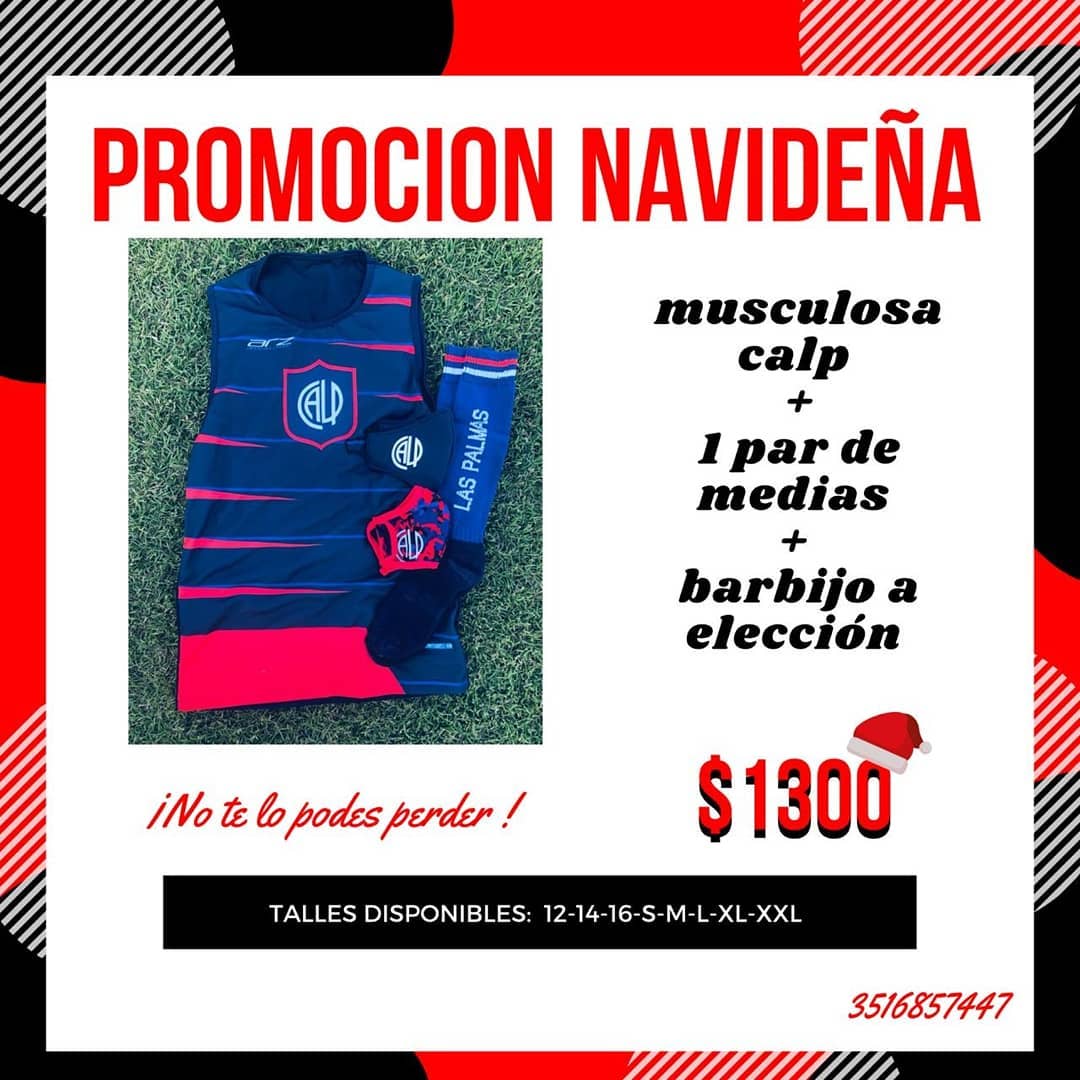 PROMOCION NAVIDEÑA
arz
CALP
CALP
CALP
LAS PALMAS
musculosa
calp
+
1 par de
medias
+
barbijo a
elección
$1300
¡No te lo podes perder !
TALLES DISPONIBLES: 12-14-16-S-M-L-XL-XXL
3516857447